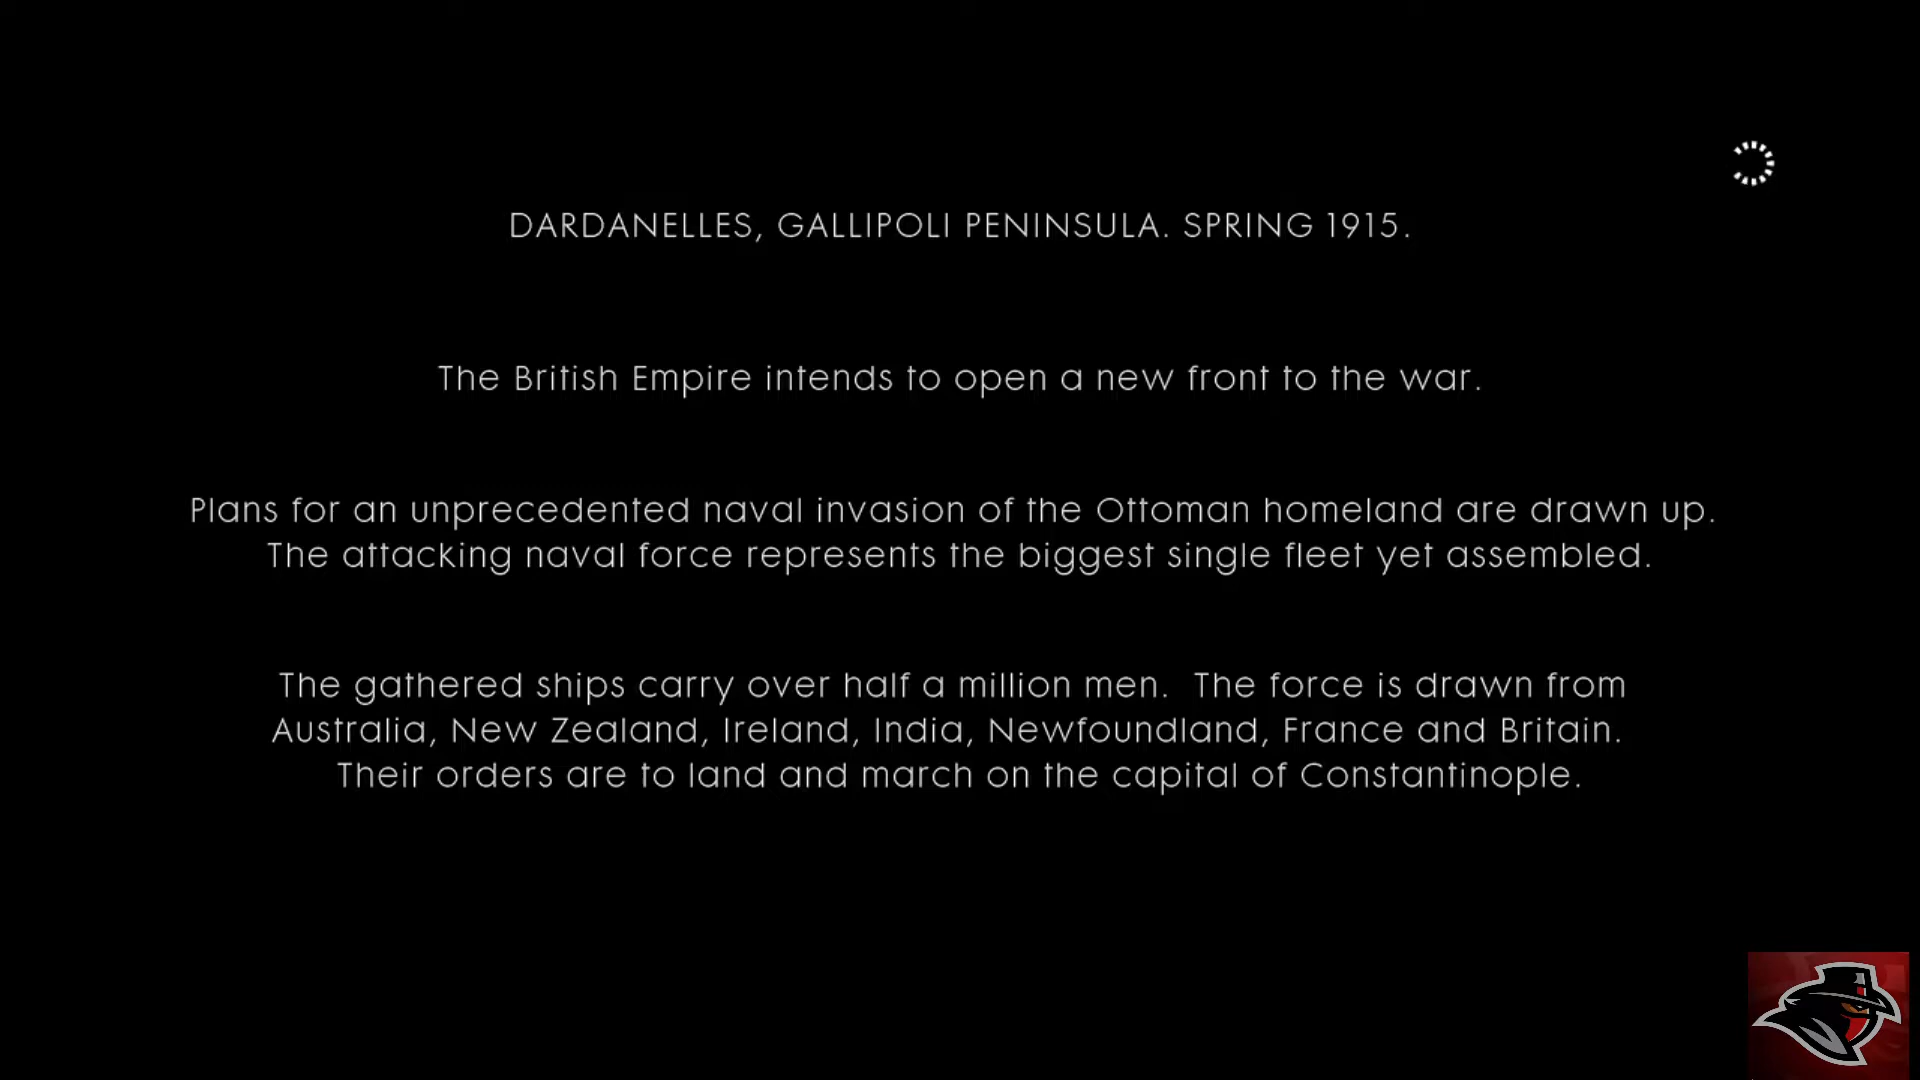 DARDANELLES, GALLIPOLI PENINSULA. SPRING 1915.
The British Empire intends to open a new front to the war.
Plans for an unprecedented naval invasion of the Ottoman homeland are drawn up.
The attacking naval force represents the biggest single fleet yet assembled.
The gathered ships carry over half a million men.  The force is drawn from
Australia, New Zealand, Ireland, India, Newfoundland, France and Britain.
Their orders are to land and march on the capital of Constantinople.